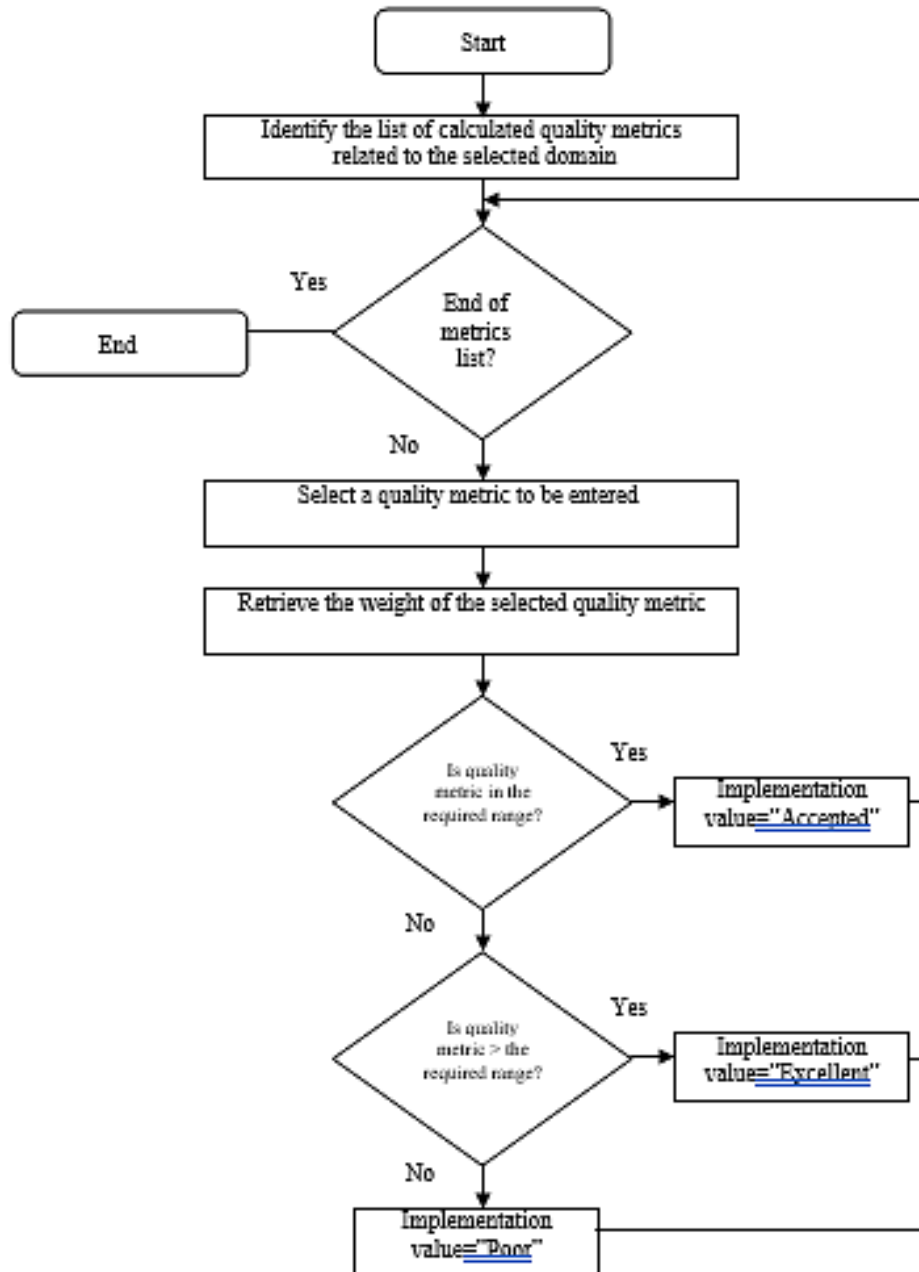 Start
Identify the list of calculated quality metrics
related to the selected domain
Yes
End of
metrics
list?
End
No
Select a quality metric to be entered
Retrieve the weight of the selected quality metric
Is quality
metric in the
required range?
Yes
Implementation
value="Accepted"
No
Is quality
metric > the
required range?
Yes
Implementation
value="Excellent"
No
Implementation
value="Poor"